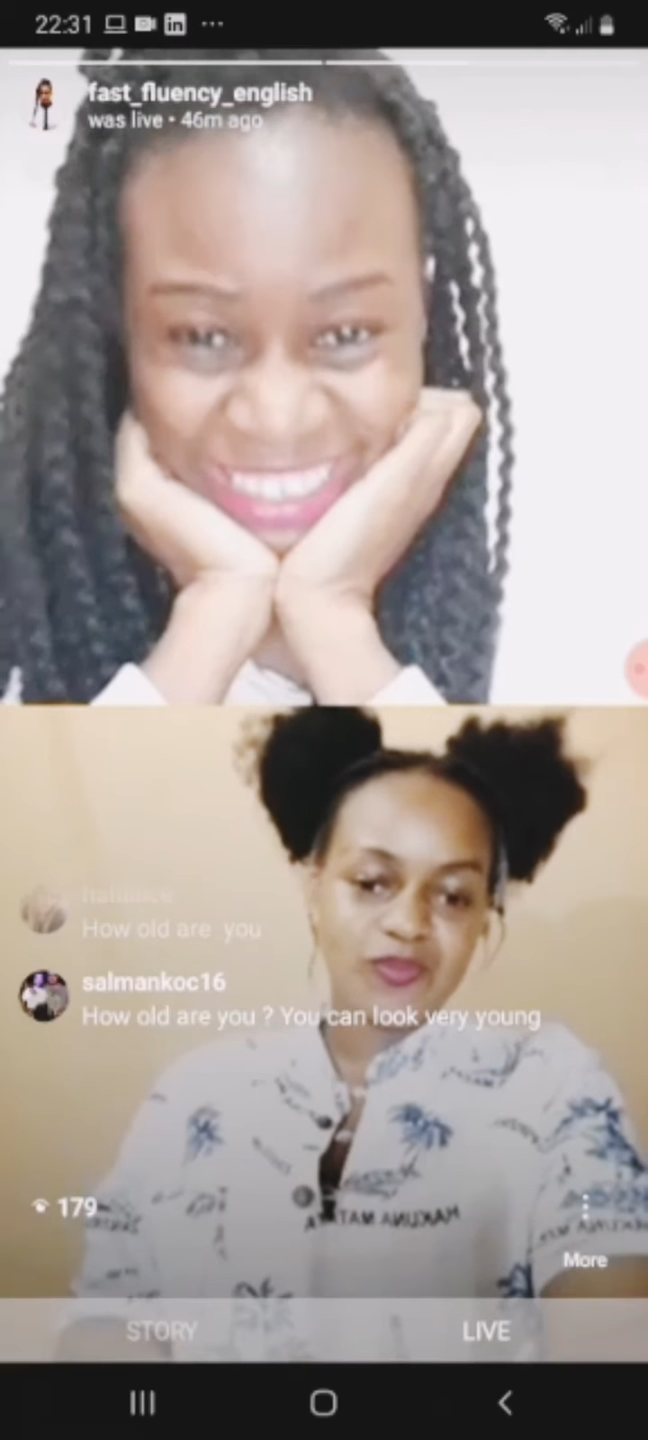 22:31
fast_fluency_english
was live • 46m ago
How old are you
salmankoc16
How old are you ? You can look very young
179
HAKUNA MATATA
More
STORY
LIVE